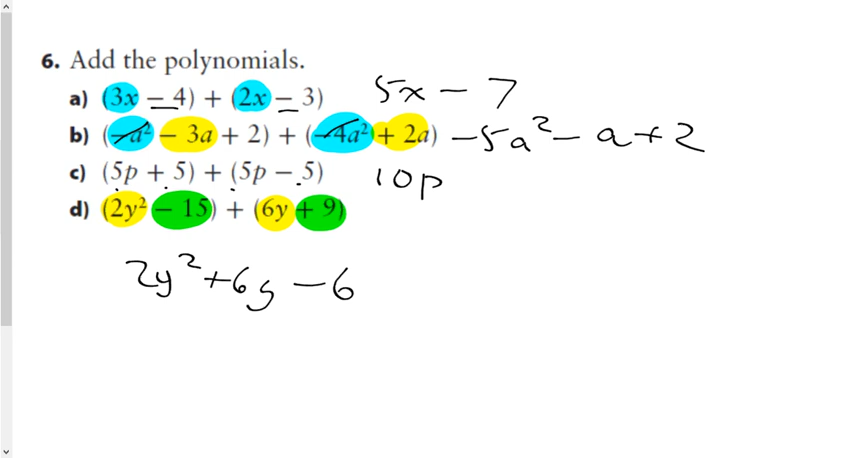 6. Add the polynomials.
a) (3x − 4) + (2x − 3) 5x − 7
b) (−a² − 3a + 2) + (−4a² + 2a) −5a² − a + 2
c) (5p + 5) + (5p − 5) 10p
d) (2y² − 15) + (6y + 9)
2y² + 6y − 6